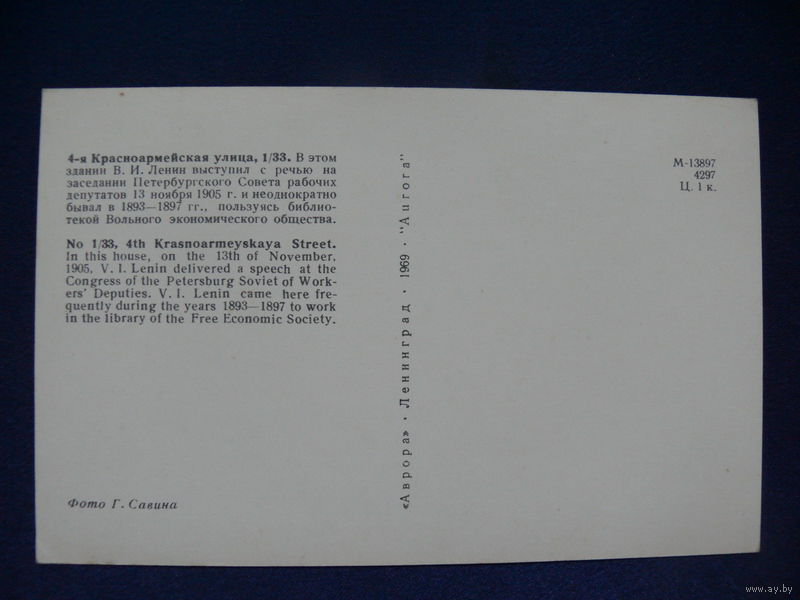 4-я Красноармейская улица, 1/33. В этом
здании В. И. Ленин выступил с речью на
заседании Петербургского Совета рабочих
депутатов 13 ноября 1905 г. и неоднократно
бывал в 1893—1897 гг., пользуясь библио-
текой Вольного экономического общества.
No 1/33, 4th Krasnoarmeyskaya Street.
In this house, on the 13th of November,
1905, V. I. Lenin delivered a speech at the
Congress of the Petersburg Soviet of Work-
ers' Deputies. V. I. Lenin came here fre-
quently during the years 1893—1897 to work
in the library of the Free Economic Society.
Фото Г. Савина
«Аврора» · Ленинград · 1969 · "Aurora"
М-13897
4297
Ц. 1 к.
www.ay.by